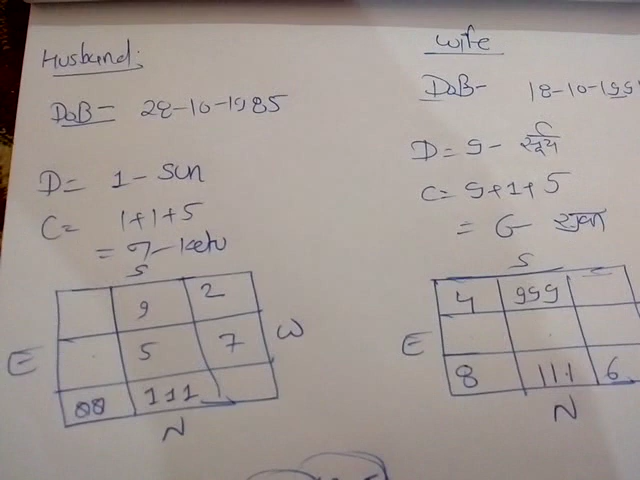 Husband:
DoB= 28-10-1985
D= 1 - Sun
C= 1+1+5
= 7 - Ketu
S
9 2
E 5 7 W
88 111
N
Wife
DoB- 18-10-199
D= 9 -
C= 9+1+5
= 6 - शुक्र
S
4 999
E
8 111 6
N